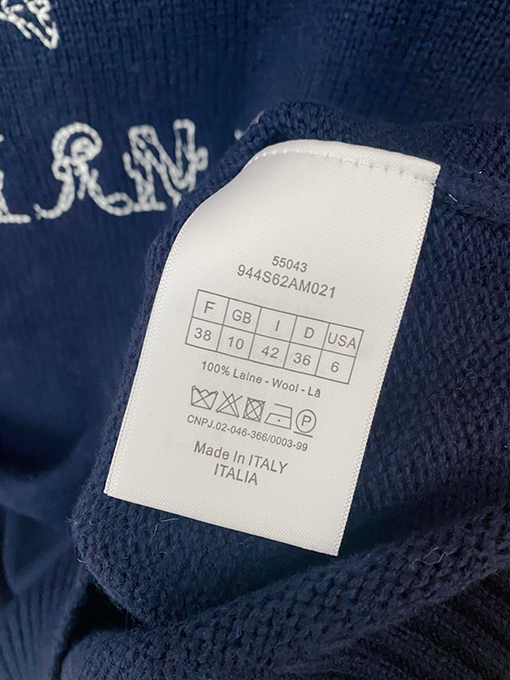 55043
944S62AM021
F GB I D USA
38 10 42 36 6
100% Laine - Wool - Lã
P
CNPJ.02-046-366/0003-99
Made In ITALY
ITALIA